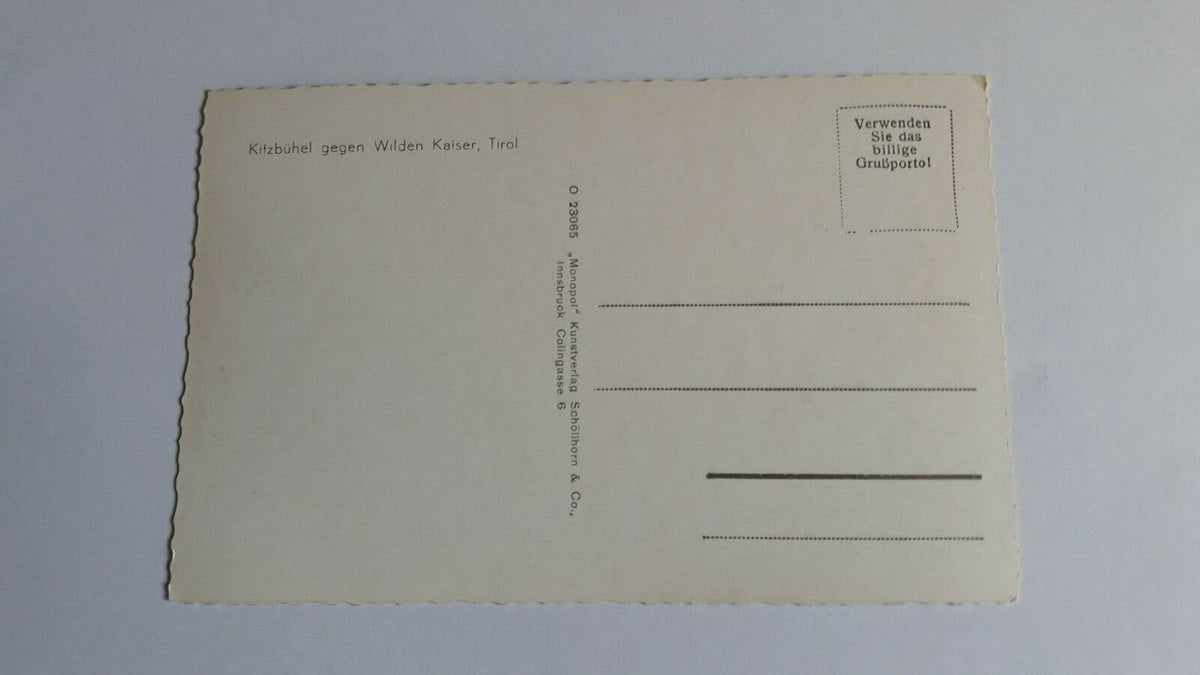 Kitzbühel gegen Wilden Kaiser, Tirol
O 23065 „Monopol“ Kunstverlag Schöllhorn & Co.,
Innsbruck Colingasse 6
Verwenden
Sie das
billige
Grußporto!